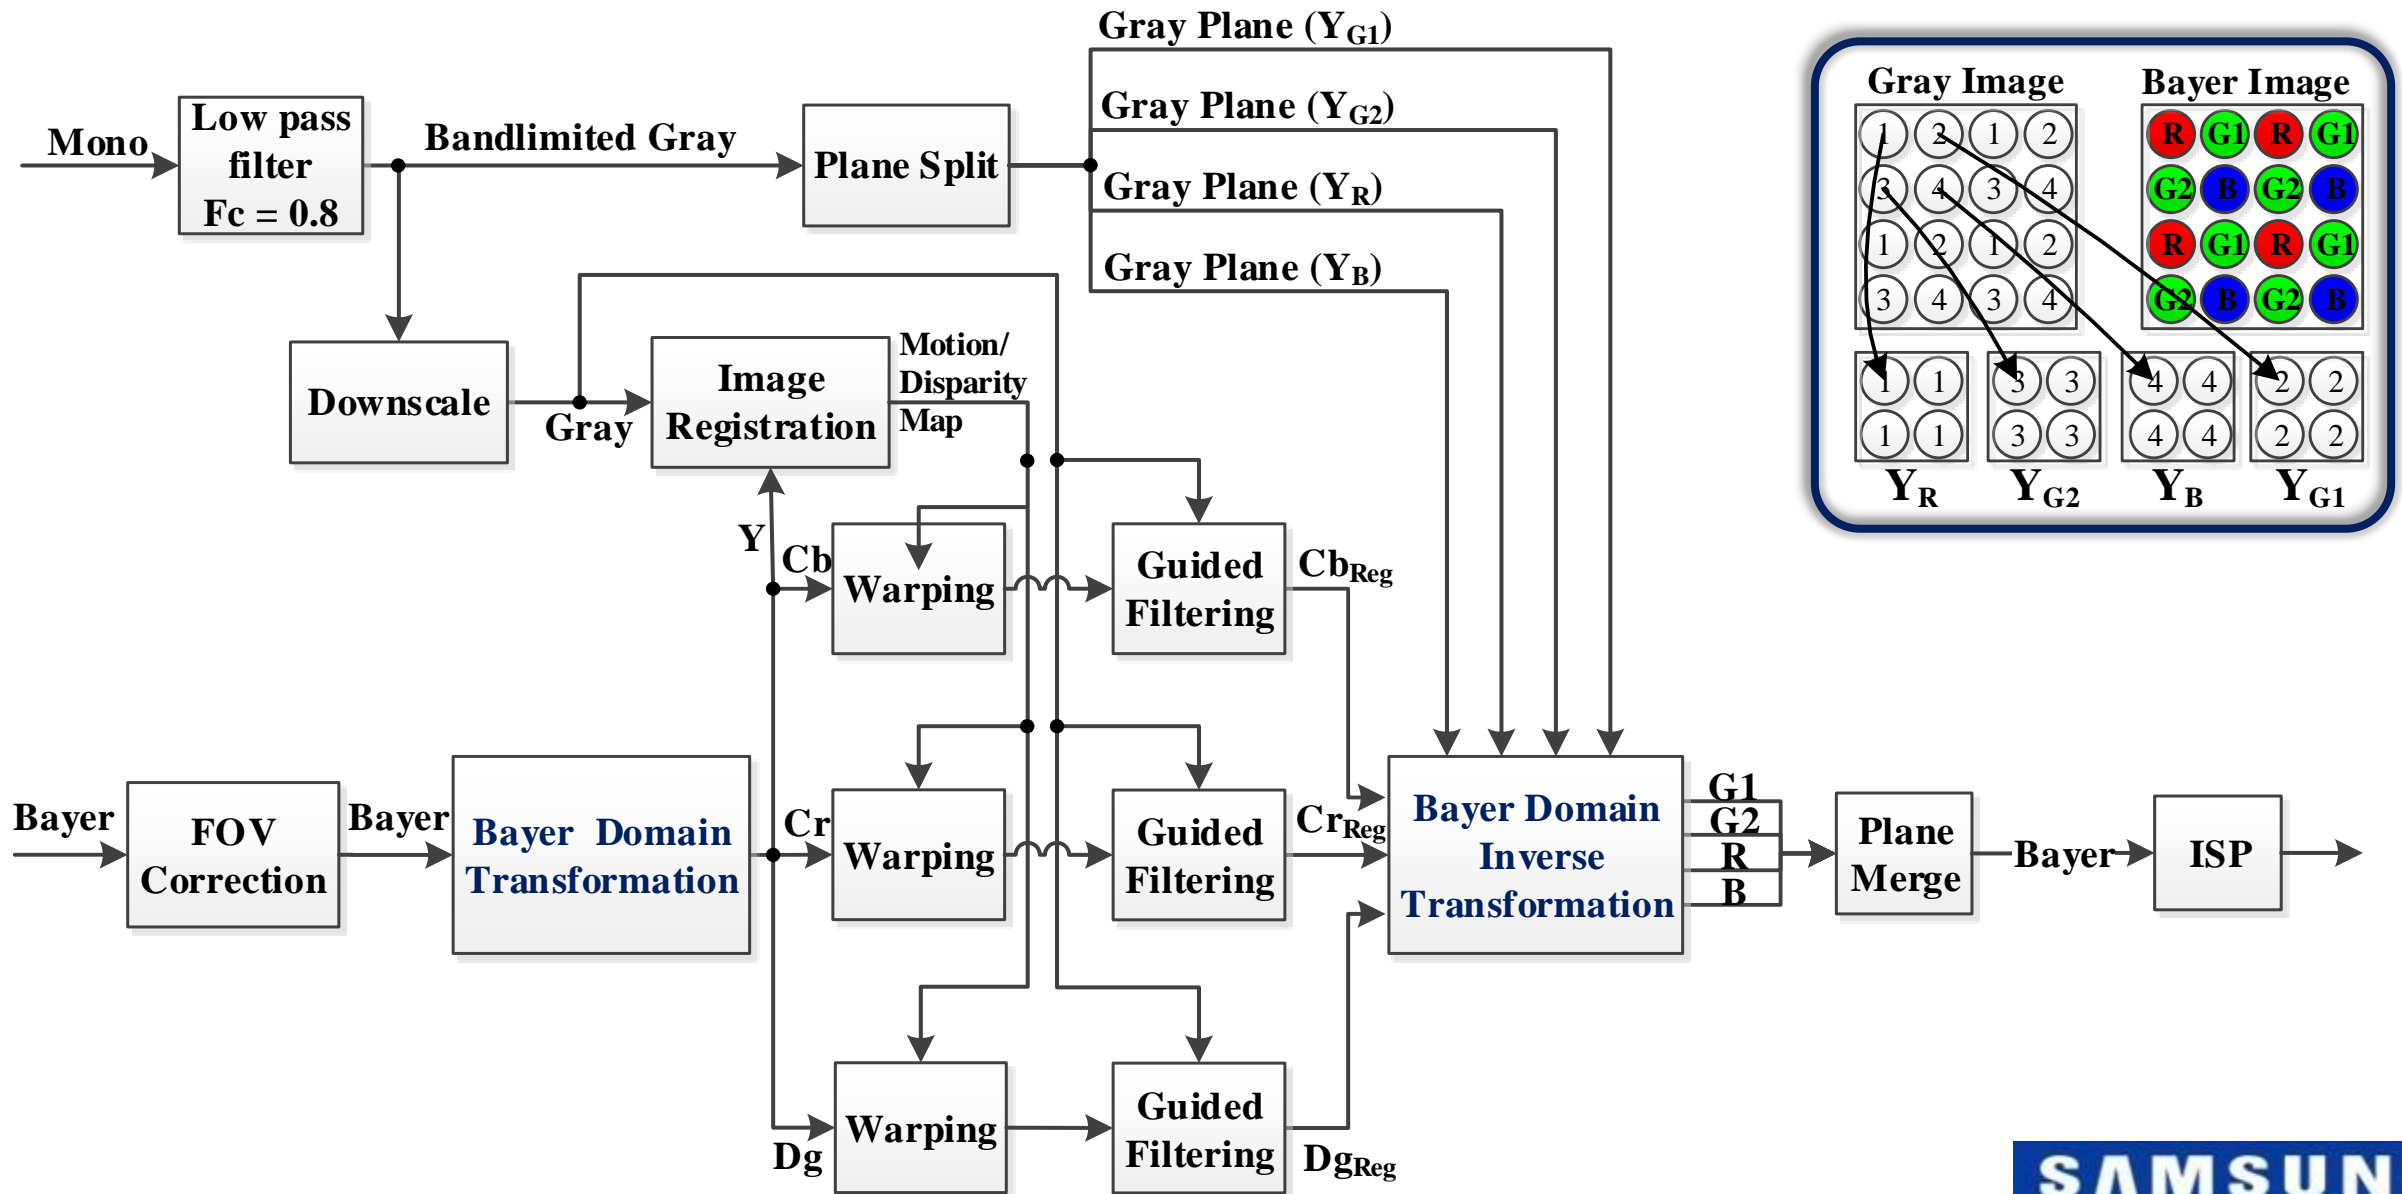 Gray Plane (YG1)
Gray Plane (YG2)
Gray Plane (YR)
Gray Plane (YB)
Mono
Low pass
filter
Fc = 0.8
Bandlimited Gray
Plane Split
Downscale
Gray
Image
Registration
Motion/
Disparity
Map
Y
Cb
Warping
Guided
Filtering
CbReg
Bayer
FOV
Correction
Bayer
Bayer Domain
Transformation
Cr
Warping
Guided
Filtering
CrReg
Bayer Domain
Inverse
Transformation
G1
G2
R
B
Plane
Merge
Bayer
ISP
Dg
Warping
Guided
Filtering
DgReg
Gray Image
1 2 1 2
3 4 3 4
1 2 1 2
3 4 3 4
Bayer Image
R G1 R G1
G2 B G2 B
R G1 R G1
G2 B G2 B
1 1
1 1
YR
3 3
3 3
YG2
4 4
4 4
YB
2 2
2 2
YG1
SAMSUN